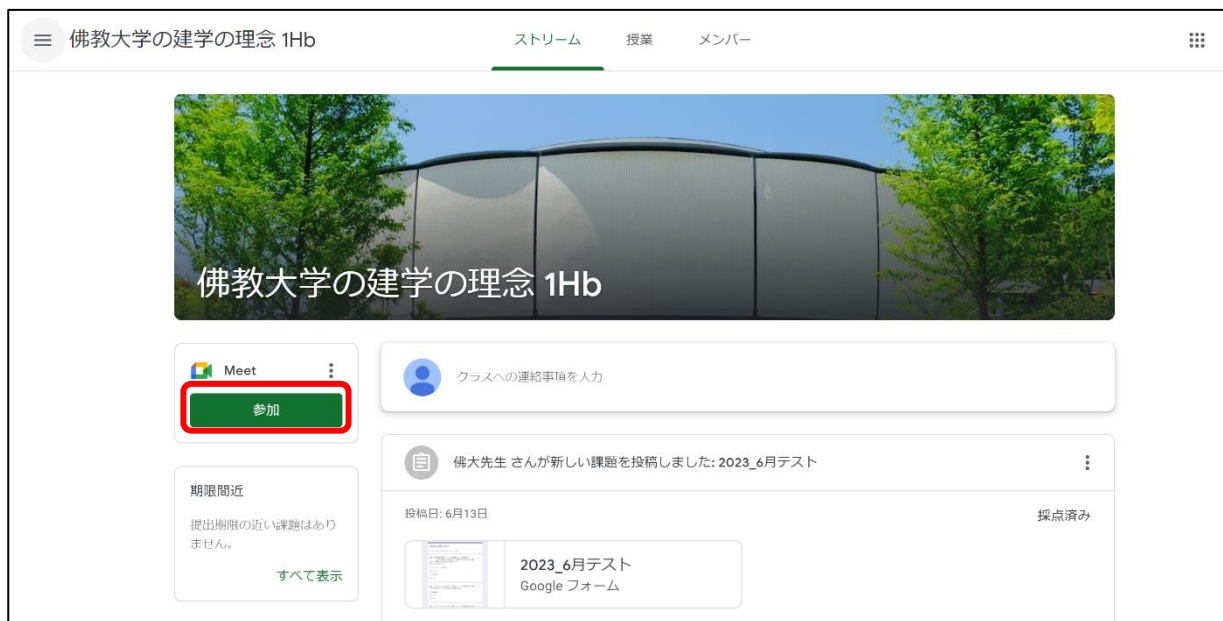 佛教大学の建学の理念 1Hb
ストリーム
授業
メンバー
佛教大学の建学の理念 1Hb
Meet
参加
クラスへの連絡事項を入力
佛大先生 さんが新しい課題を投稿しました: 2023_6月テスト
期限間近
提出期限の近い課題はあり
ません。
すべて表示
投稿日: 6月13日
採点済み
2023_6月テスト
Google フォーム